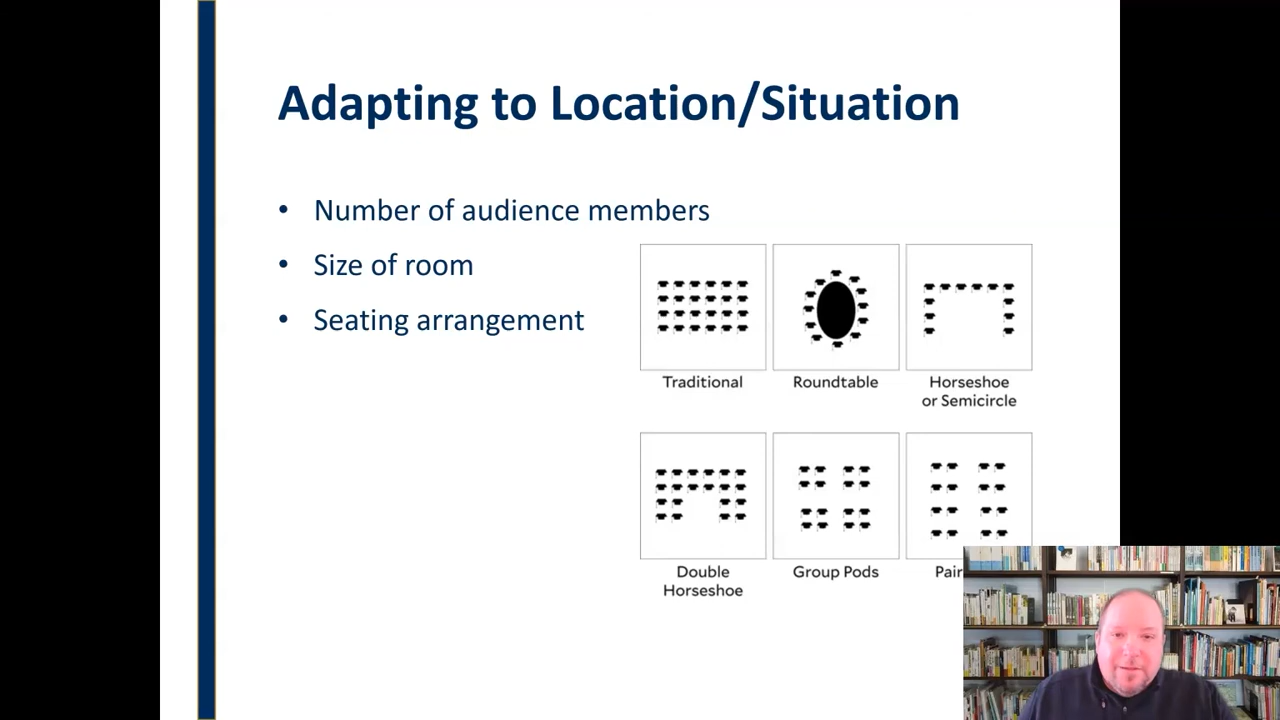 Adapting to Location/Situation
• Number of audience members
• Size of room
• Seating arrangement
Traditional
Roundtable
Horseshoe
or Semicircle
Double
Horseshoe
Group Pods
Pair